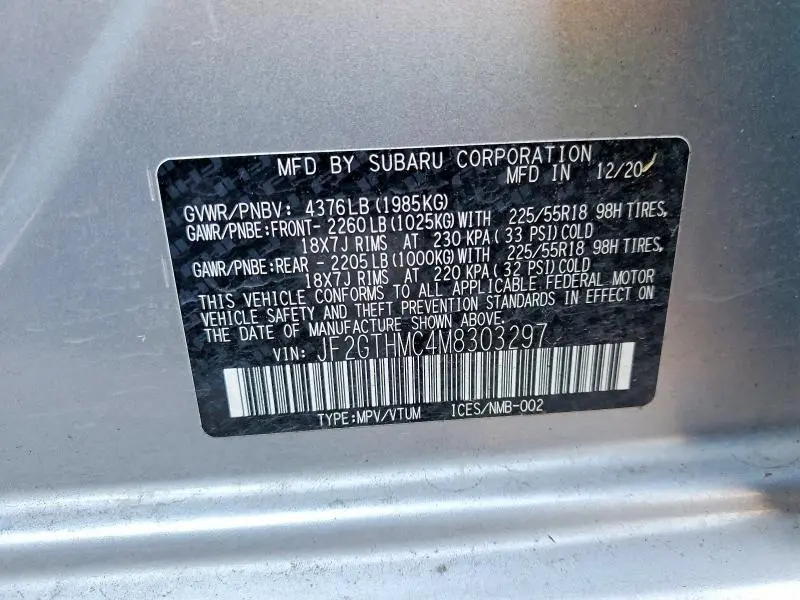 MFD BY SUBARU CORPORATION
MFD IN 12/20
GVWR/PNBV: 4376LB(1985KG)
GAWR/PNBE:FRONT- 2260LB(1025KG)WITH 225/55R18 98H TIRES,
18X7J RIMS AT 230 KPA( 33 PSI)COLD
GAWR/PNBE:REAR - 2205LB(1000KG)WITH 225/55R18 98H TIRES,
18X7J RIMS AT 220 KPA( 32 PSI)COLD
THIS VEHICLE CONFORMS TO ALL APPLICABLE FEDERAL MOTOR
VEHICLE SAFETY AND THEFT PREVENTION STANDARDS IN EFFECT ON
THE DATE OF MANUFACTURE SHOWN ABOVE.
VIN: JF2GTHMC4M8303297
TYPE:MPV/VTUM ICES/NMB-002